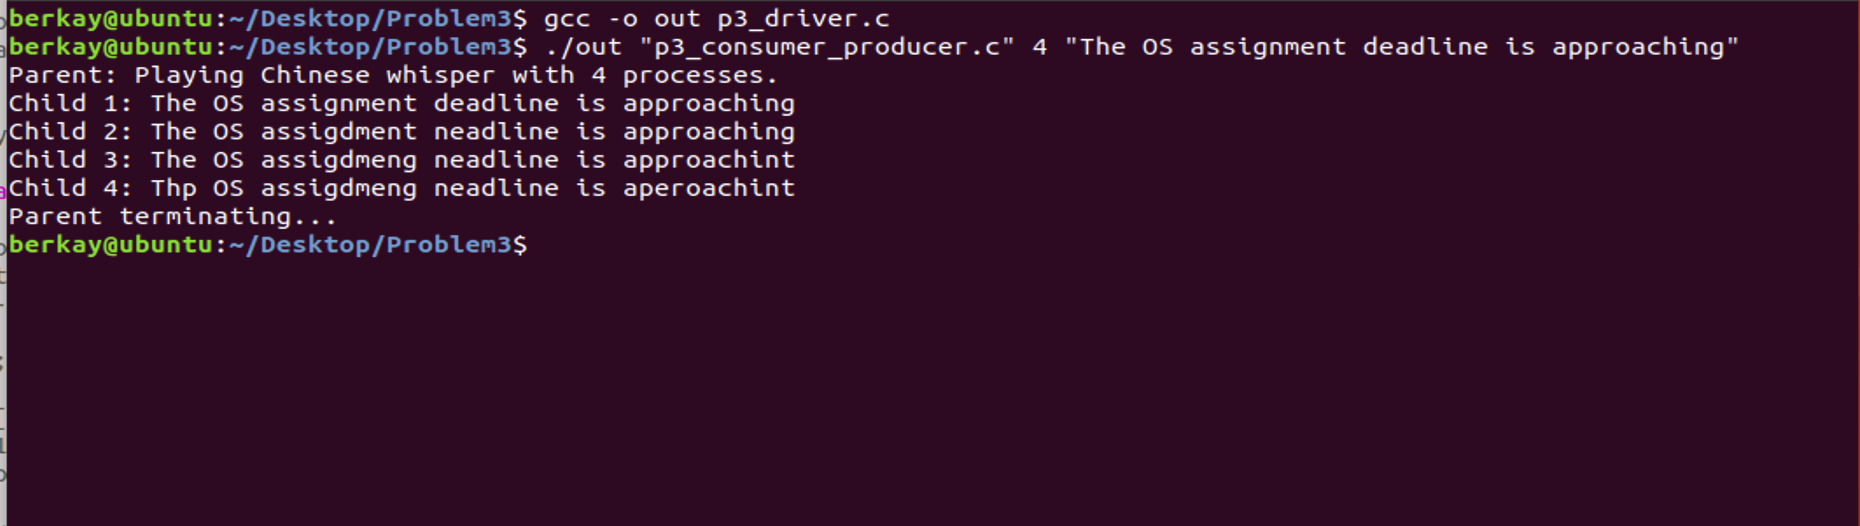 berkay@ubuntu:~/Desktop/Problem3$ gcc -o out p3_driver.c
berkay@ubuntu:~/Desktop/Problem3$ ./out "p3_consumer_producer.c" 4 "The OS assignment deadline is approaching"
Parent: Playing Chinese whisper with 4 processes.
Child 1: The OS assignment deadline is approaching
Child 2: The OS assigdment neadline is approaching
Child 3: The OS assigdmeng neadline is approachint
Child 4: Thp OS assigdmeng neadline is aperoachint
Parent terminating...
berkay@ubuntu:~/Desktop/Problem3$